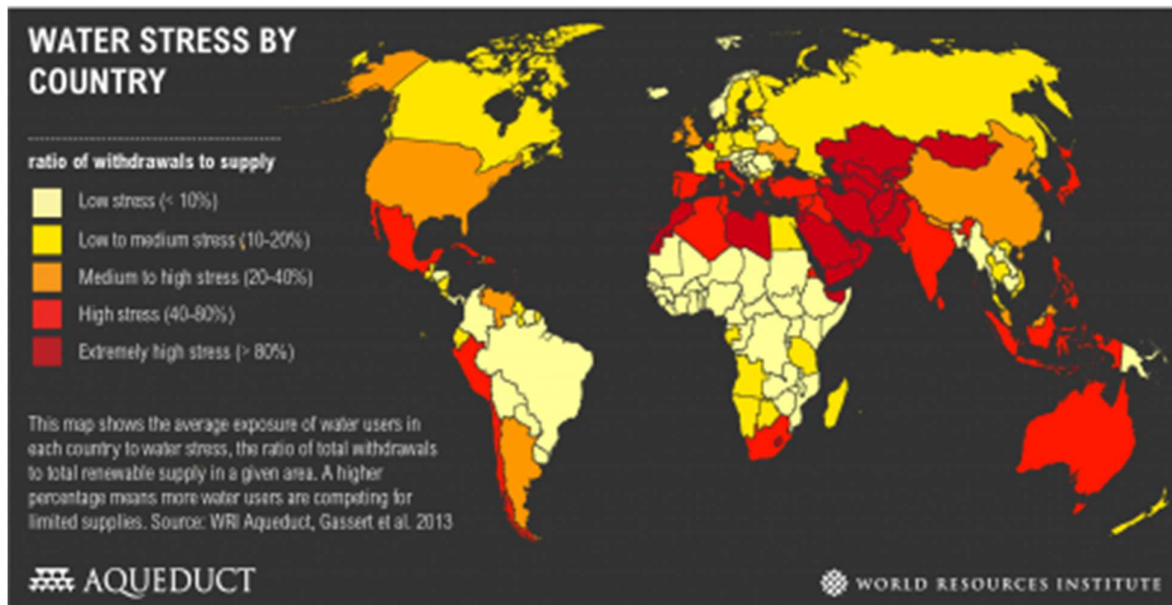 WATER STRESS BY
COUNTRY
ratio of withdrawals to supply
Low stress (< 10%)
Low to medium stress (10-20%)
Medium to high stress (20-40%)
High stress (40-80%)
Extremely high stress (> 80%)
This map shows the average exposure of water users in
each country to water stress, the ratio of total withdrawals
to total renewable supply in a given area. A higher
percentage means more water users are competing for
limited supplies. Source: WRI Aqueduct, Gassert et al. 2013
AQUEDUCT
WORLD RESOURCES INSTITUTE